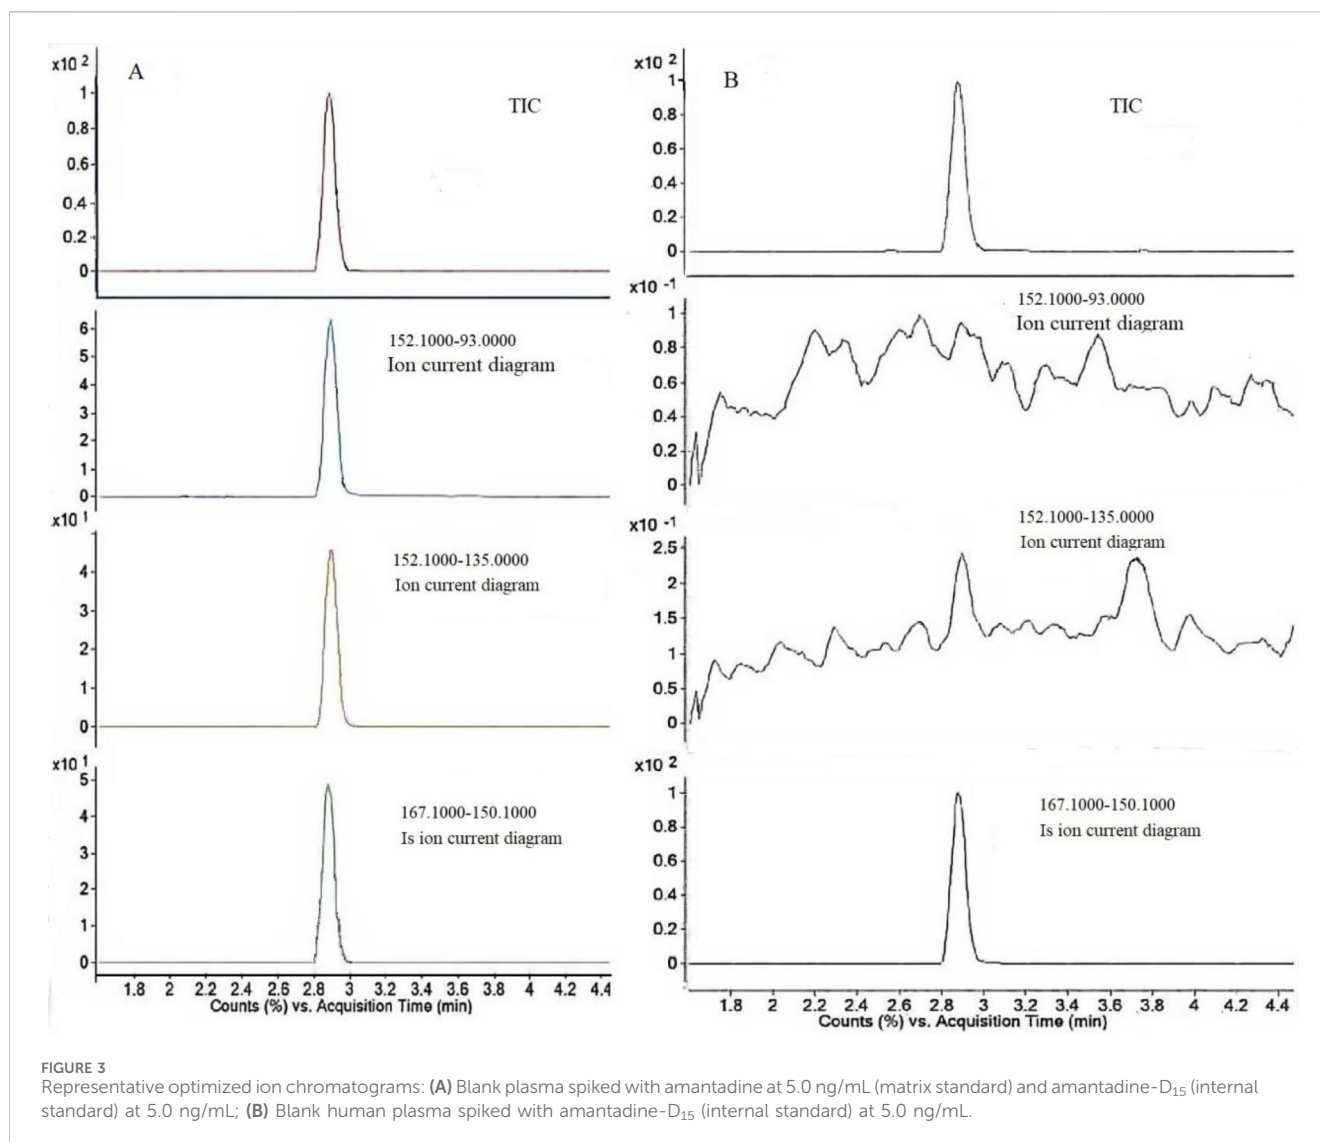 x10 2
A
TIC
1
0.8
0.6
0.4
0.2
0
152.1000-93.0000
Ion current diagram
6
5
4
3
2
1
0
x10 1
152.1000-135.0000
Ion current diagram
4
3
2
1
0
x10 1
167.1000-150.1000
Is ion current diagram
5
4
3
2
1
0
1.8 2 2.2 2.4 2.6 2.8 3 3.2 3.4 3.6 3.8 4 4.2 4.4
Counts (%) vs. Acquisition Time (min)
x10 2
B
TIC
1
0.8
0.6
0.4
0.2
0
x10 -1
152.1000-93.0000
Ion current diagram
1
0.8
0.6
0.4
0.2
0
x10 -1
152.1000-135.0000
Ion current diagram
2.5
2
1.5
1
0.5
0
x10 2
167.1000-150.1000
Is ion current diagram
1
0.8
0.6
0.4
0.2
0
1.8 2 2.2 2.4 2.6 2.8 3 3.2 3.4 3.6 3.8 4 4.2 4.4
Counts (%) vs. Acquisition Time (min)
FIGURE 3
Representative optimized ion chromatograms: (A) Blank plasma spiked with amantadine at 5.0 ng/mL (matrix standard) and amantadine-D15 (internal
standard) at 5.0 ng/mL; (B) Blank human plasma spiked with amantadine-D15 (internal standard) at 5.0 ng/mL.